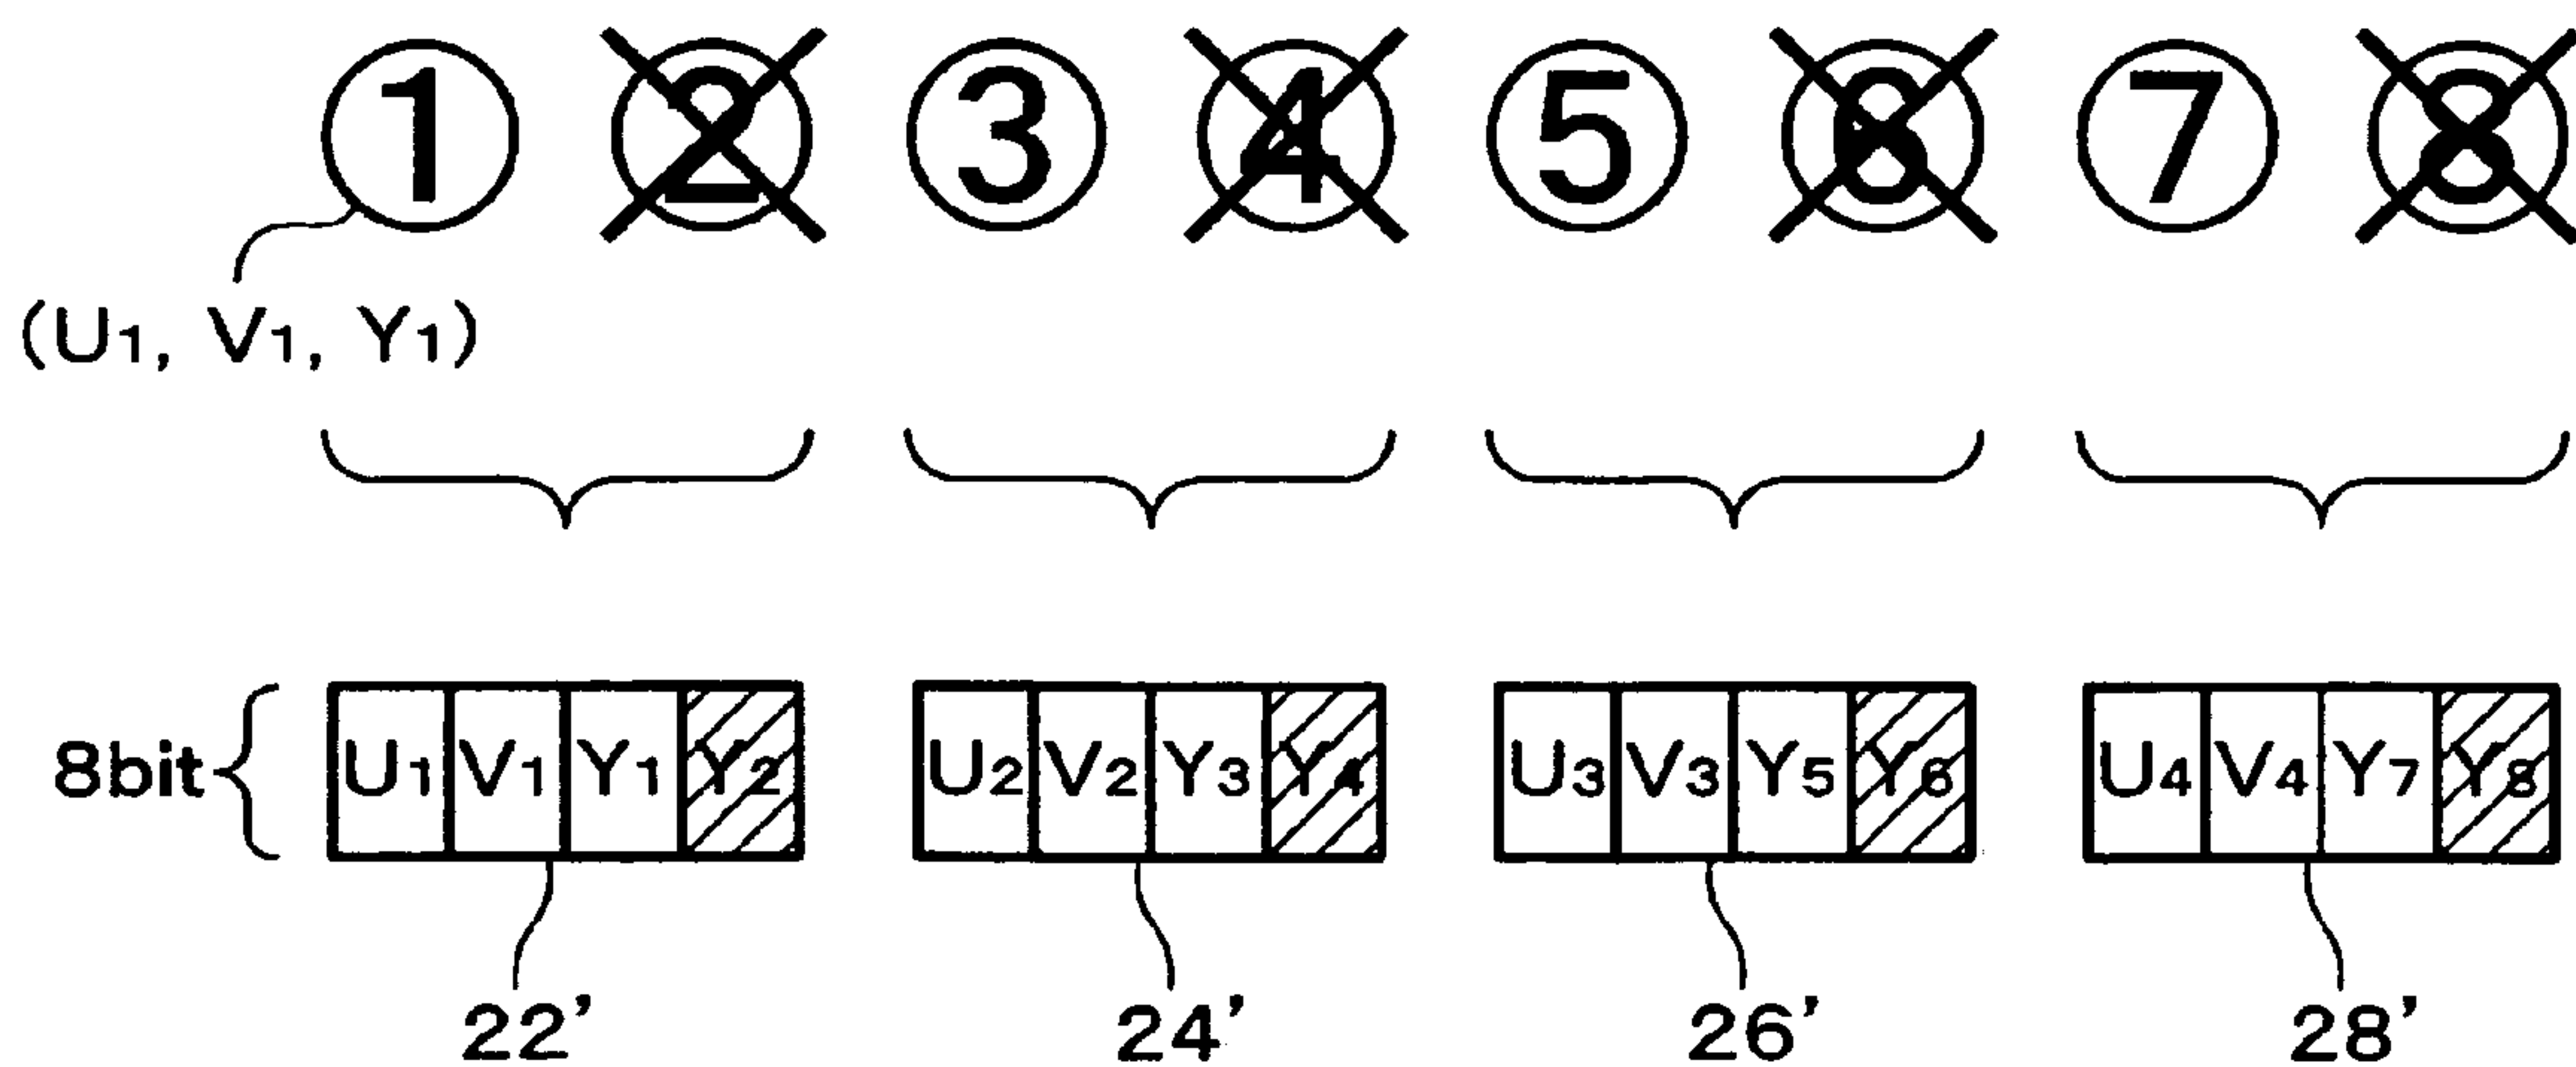 1 2 3 4 5 6 7 8
(U1, V1, Y1)
8bit U1 V1 Y1 Y2 U2 V2 Y3 Y4 U3 V3 Y5 Y6 U4 V4 Y7 Y8
22' 24' 26' 28'